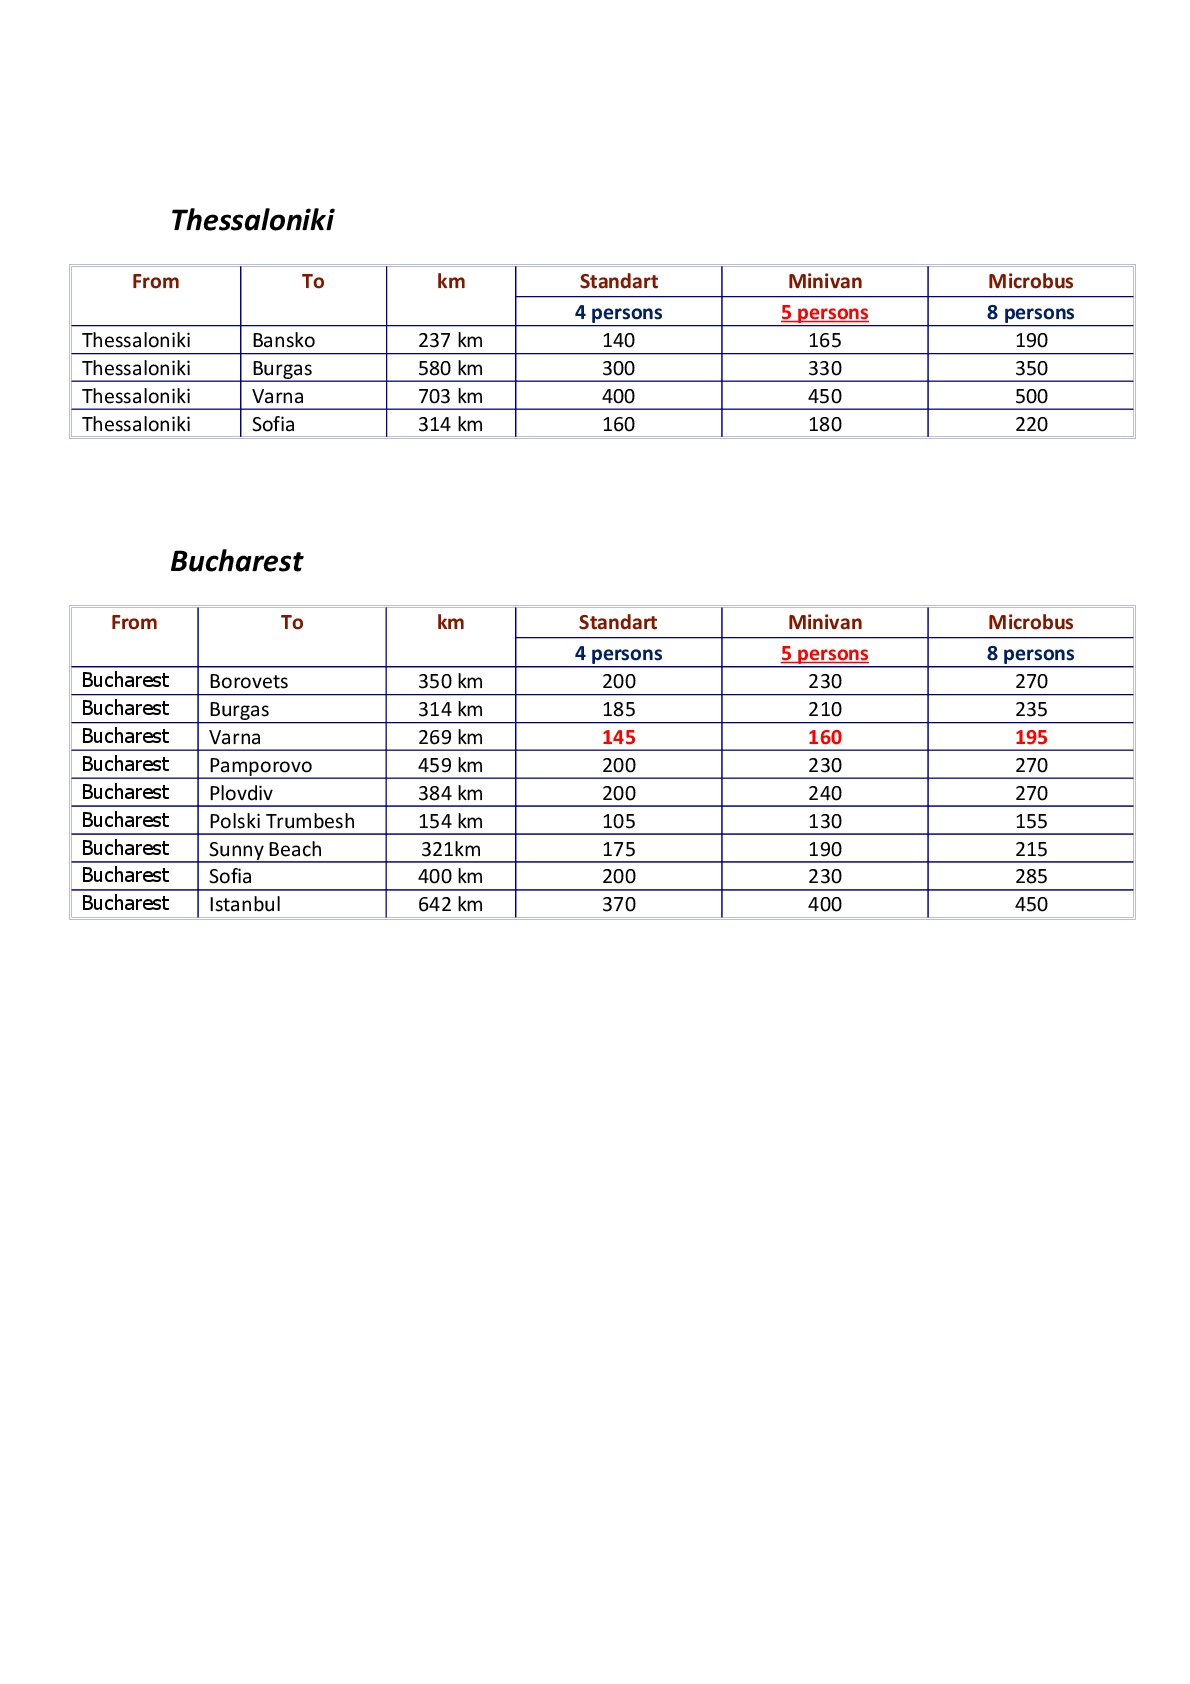 Thessaloniki
From To km Standart Minivan Microbus
4 persons 5 persons 8 persons
Thessaloniki Bansko 237 km 140 165 190
Thessaloniki Burgas 580 km 300 330 350
Thessaloniki Varna 703 km 400 450 500
Thessaloniki Sofia 314 km 160 180 220
Bucharest
From To km Standart Minivan Microbus
4 persons 5 persons 8 persons
Bucharest Borovets 350 km 200 230 270
Bucharest Burgas 314 km 185 210 235
Bucharest Varna 269 km 145 160 195
Bucharest Pamporovo 459 km 200 230 270
Bucharest Plovdiv 384 km 200 240 270
Bucharest Polski Trumbesh 154 km 105 130 155
Bucharest Sunny Beach 321km 175 190 215
Bucharest Sofia 400 km 200 230 285
Bucharest Istanbul 642 km 370 400 450